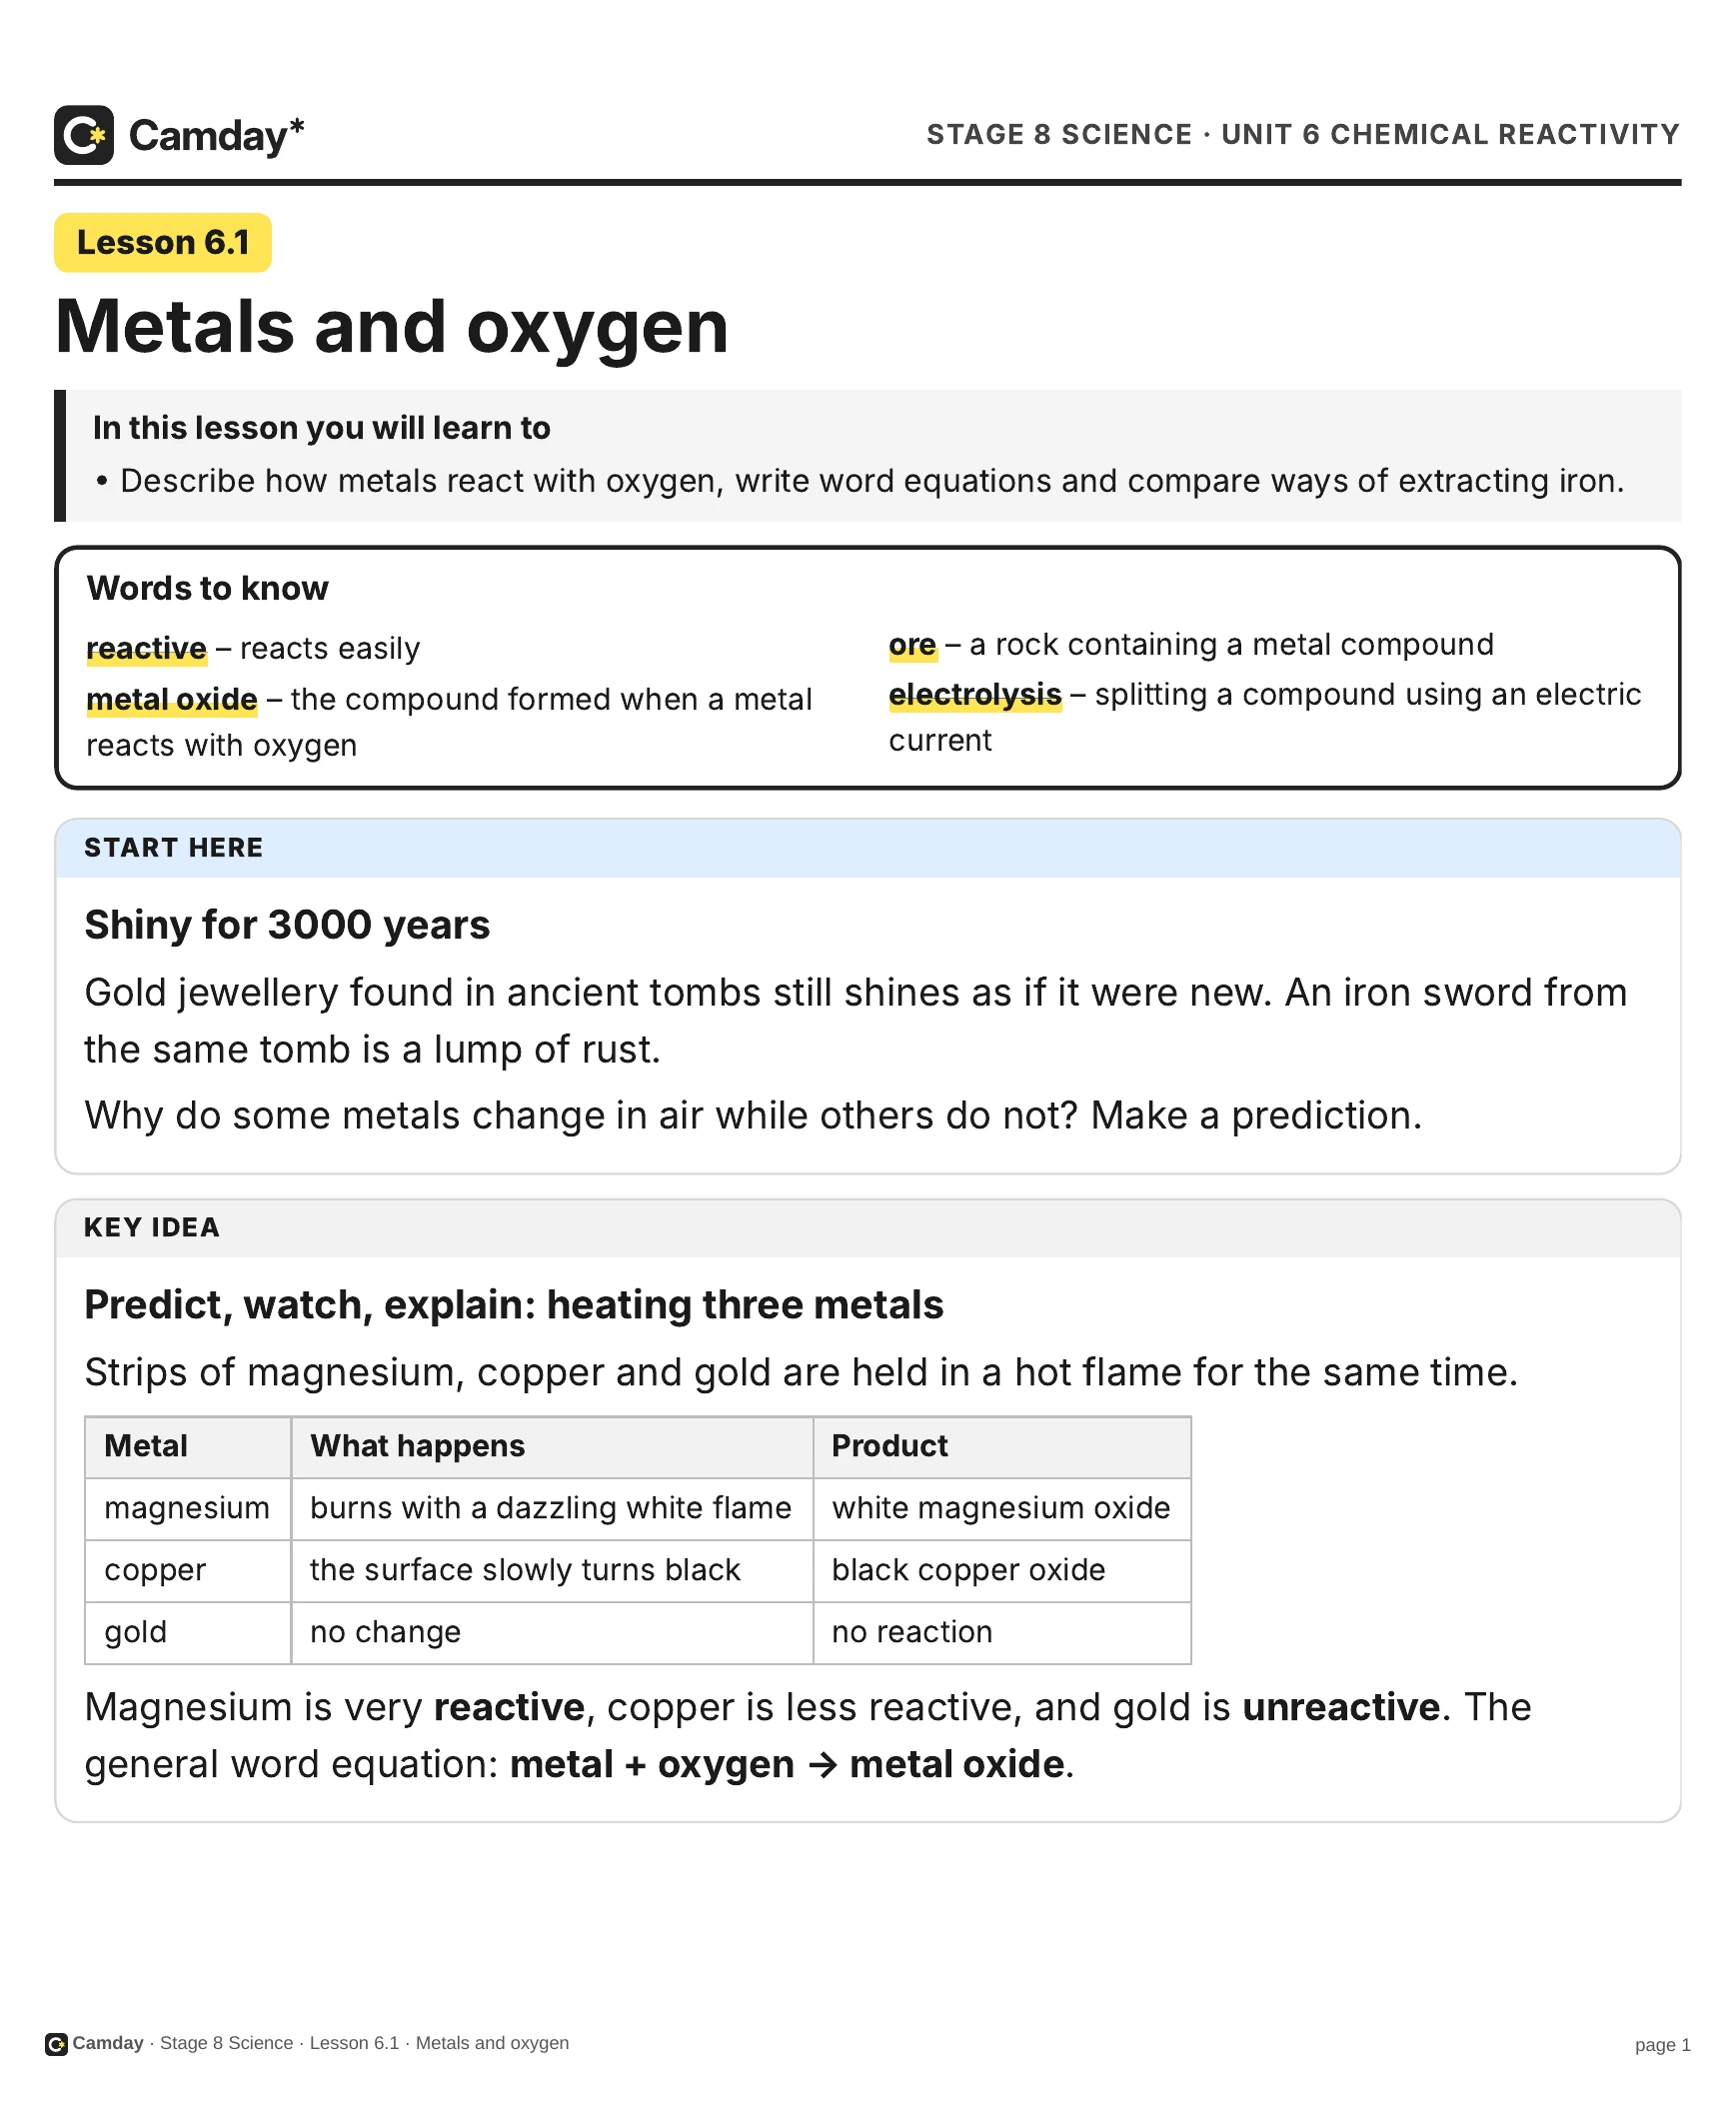 Camday*
STAGE 8 SCIENCE · UNIT 6 CHEMICAL REACTIVITY
Lesson 6.1
Metals and oxygen
In this lesson you will learn to
• Describe how metals react with oxygen, write word equations and compare ways of extracting iron.
Words to know
reactive – reacts easily
metal oxide – the compound formed when a metal
reacts with oxygen
ore – a rock containing a metal compound
electrolysis – splitting a compound using an electric
current
START HERE
Shiny for 3000 years
Gold jewellery found in ancient tombs still shines as if it were new. An iron sword from
the same tomb is a lump of rust.
Why do some metals change in air while others do not? Make a prediction.
KEY IDEA
Predict, watch, explain: heating three metals
Strips of magnesium, copper and gold are held in a hot flame for the same time.
Metal What happens Product
magnesium burns with a dazzling white flame white magnesium oxide
copper the surface slowly turns black black copper oxide
gold no change no reaction
Magnesium is very reactive, copper is less reactive, and gold is unreactive. The
general word equation: metal + oxygen → metal oxide.
Camday · Stage 8 Science · Lesson 6.1 · Metals and oxygen
page 1